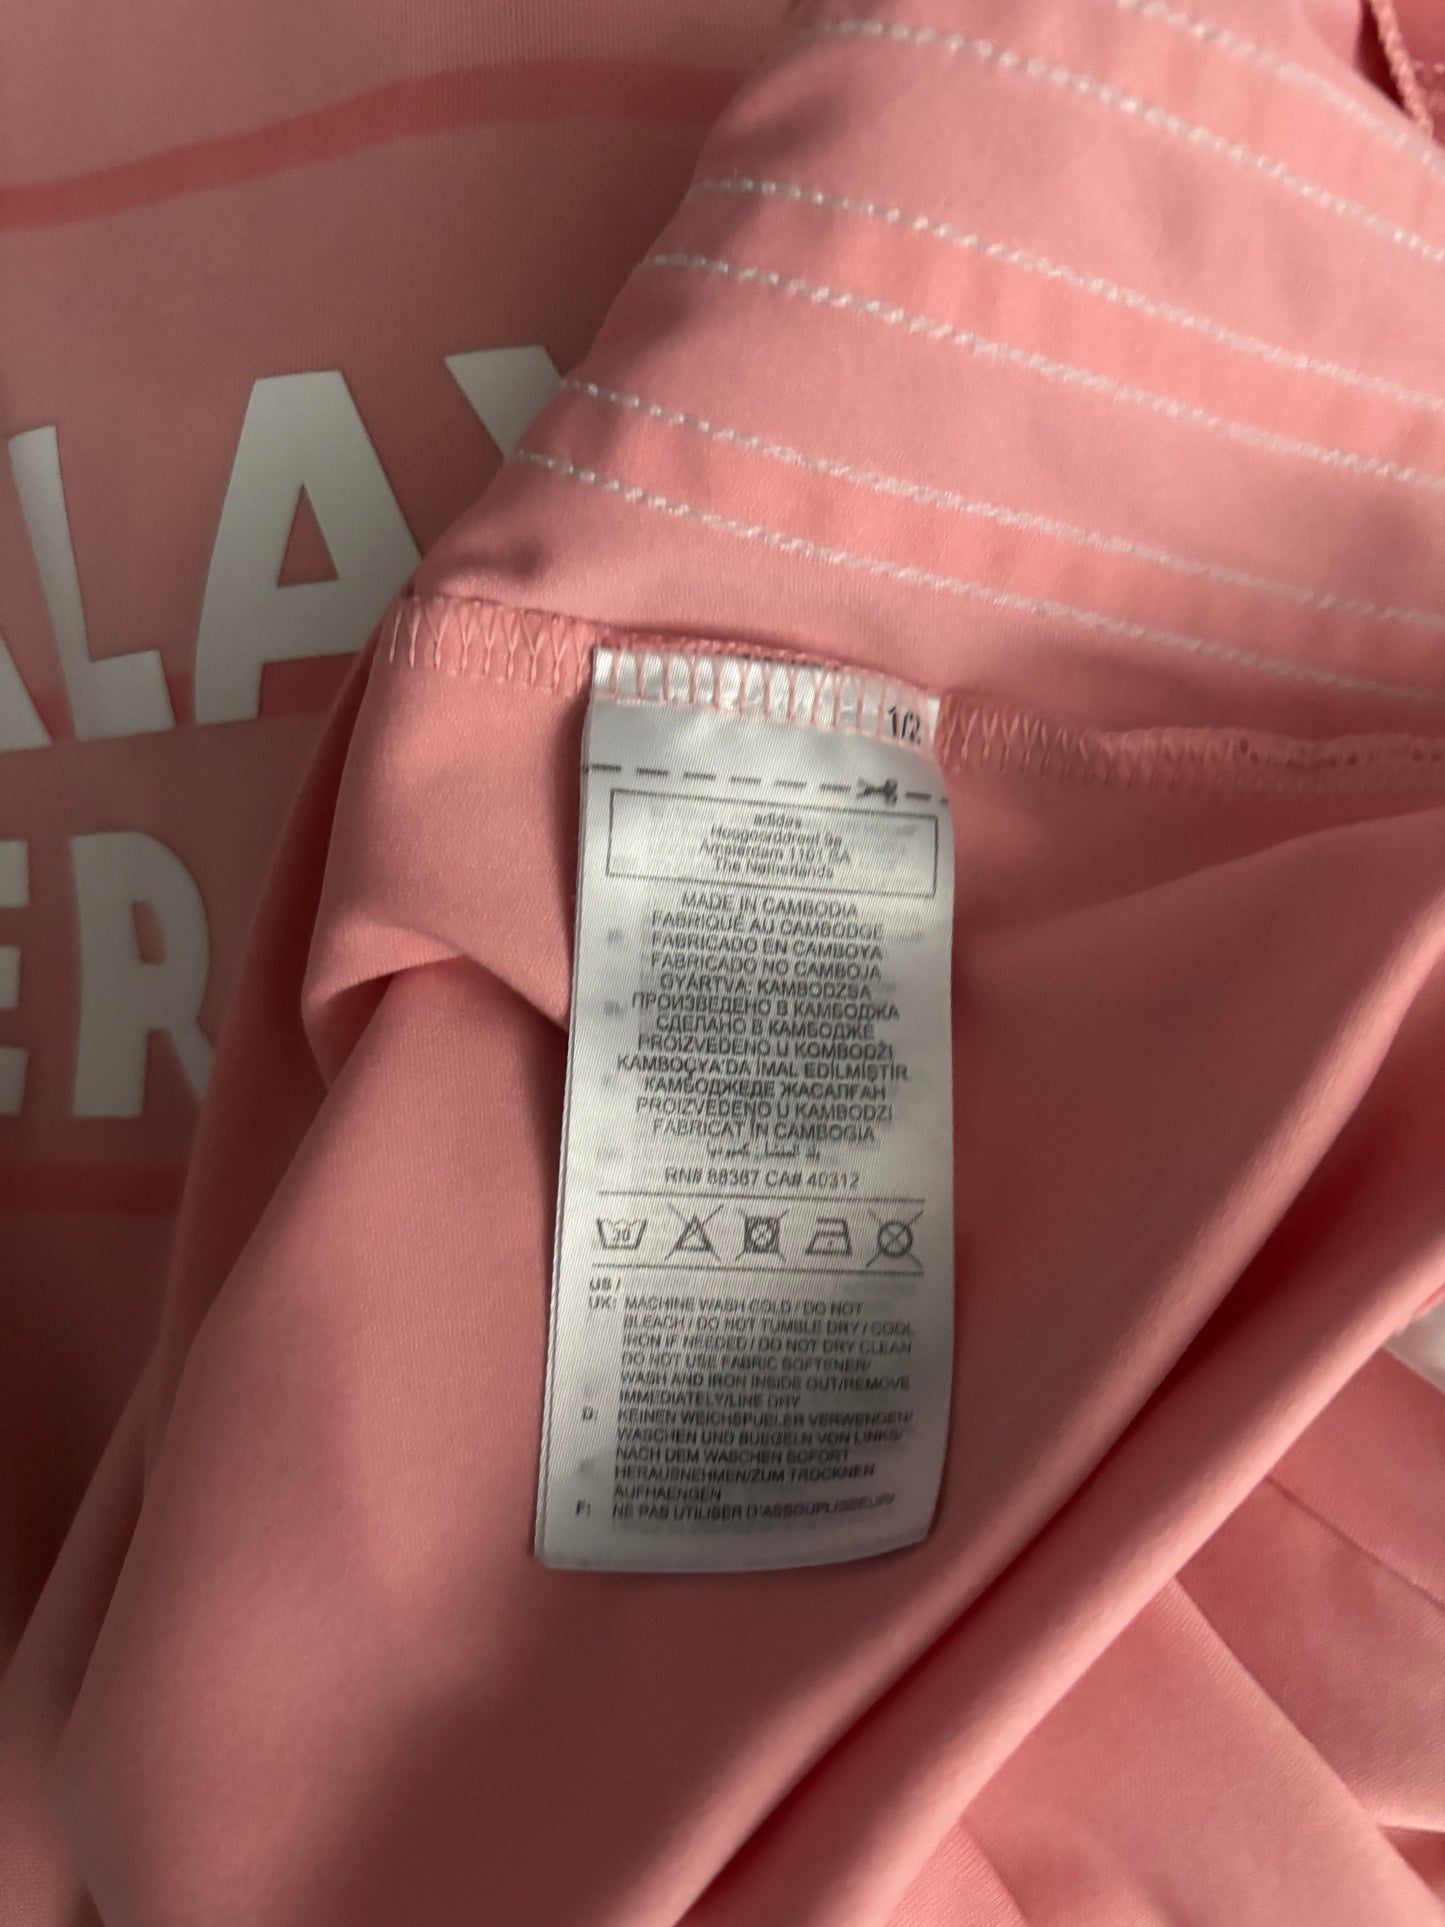 ALAX
ER
1/2
adidas
Hoogoorddreef 9a
Amsterdam 1101 BA
The Netherlands
MADE IN CAMBODIA
FABRIQUÉ AU CAMBODGE
FABRICADO EN CAMBOYA
FABRICADO NO CAMBOJA
GYÁRTVA: KAMBODZSA
ПРОИЗВЕДЕНО В КАМБОДЖА
СДЕЛАНО В КАМБОДЖЕ
PROIZVEDENO U KOMBODŽI
KAMBOÇYA'DA İMAL EDİLMİŞTİR.
КАМБОДЖЕДЕ ЖАСАЛҒАН
PROIZVEDENO U KAMBODZI
FABRICAT ÎN CAMBOGIA
RN# 88387 CA# 40312
30
US /
UK: MACHINE WASH COLD / DO NOT
BLEACH / DO NOT TUMBLE DRY / COOL
IRON IF NEEDED / DO NOT DRY CLEAN
DO NOT USE FABRIC SOFTENER/
WASH AND IRON INSIDE OUT/REMOVE
IMMEDIATELY/LINE DRY
D: KEINEN WEICHSPUELER VERWENDEN/
WASCHEN UND BUEGELN VON LINKS/
NACH DEM WASCHEN SOFORT
HERAUSNEHMEN/ZUM TROCKNEN
AUFHAENGEN
F: NE PAS UTILISER D'ASSOUPLISSEUR/